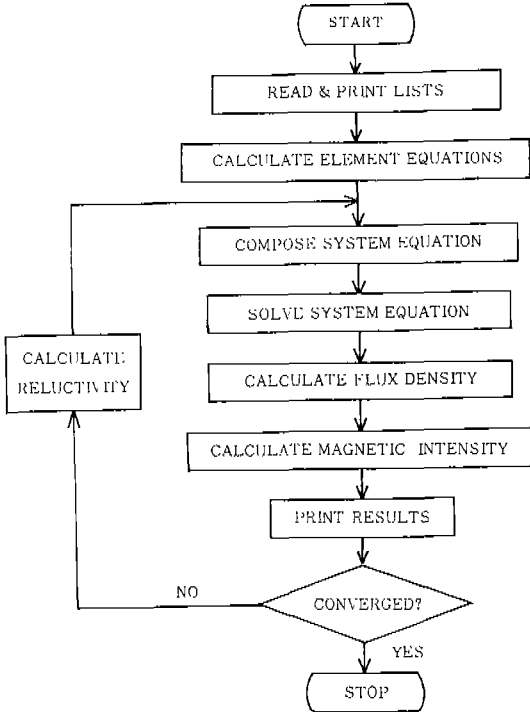 START
READ & PRINT LISTS
CALCULATE ELEMENT EQUATIONS
COMPOSE SYSTEM EQUATION
SOLVE SYSTEM EQUATION
CALCULATE
RELUCTIVITY
CALCULATE FLUX DENSITY
CALCULATE MAGNETIC INTENSITY
PRINT RESULTS
NO
CONVERGED?
YES
STOP